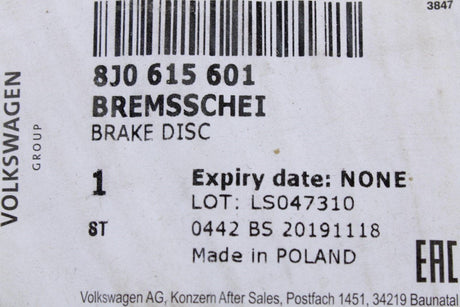 3847
8J0 615 601
BREMSSCHEI
BRAKE DISC
VOLKSWAGEN
GROUP
1
ST
Expiry date: NONE
LOT: LS047310
0442 BS 20191118
Made in POLAND
EAC
Volkswagen AG, Konzern After Sales, Postfach 1451, 34219 Baunatal